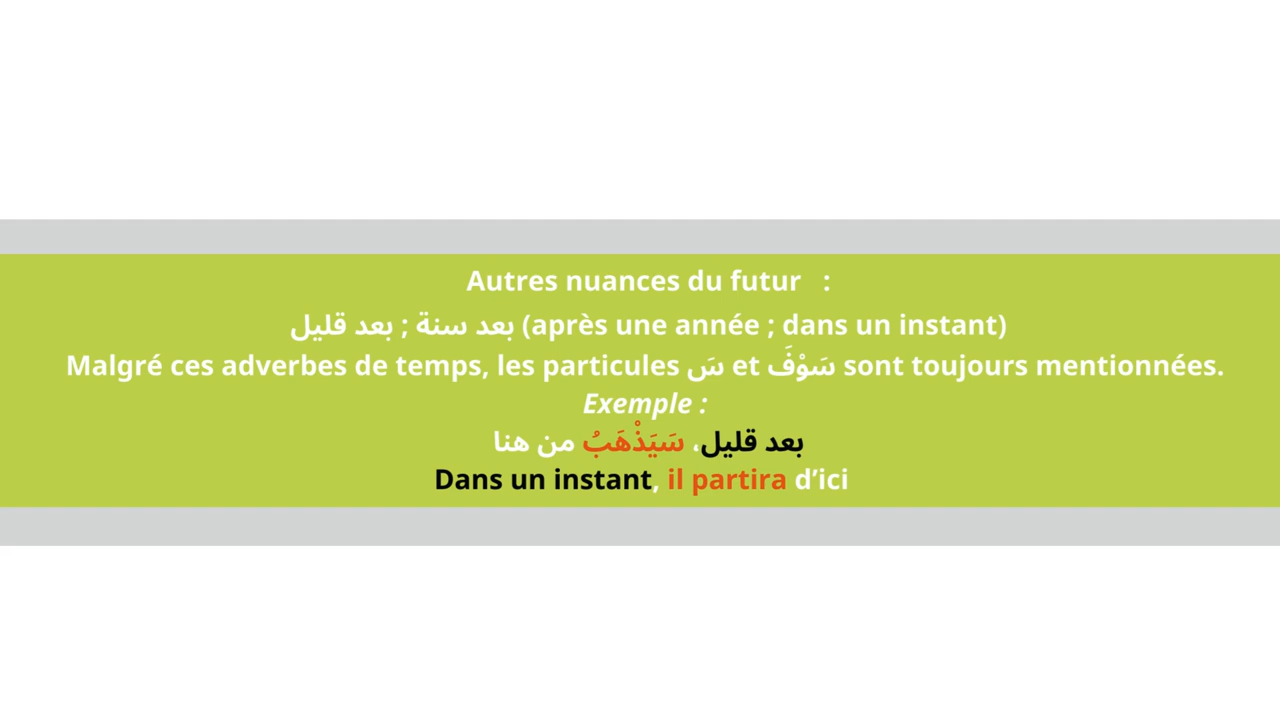 Autres nuances du futur :
بعد سنة ; بعد قليل (après une année ; dans un instant)
Malgré ces adverbes de temps, les particules سَ et سَوْفَ sont toujours mentionnées.
Exemple :
بعد قليل، سَيَذْهَبُ من هنا
Dans un instant, il partira d’ici